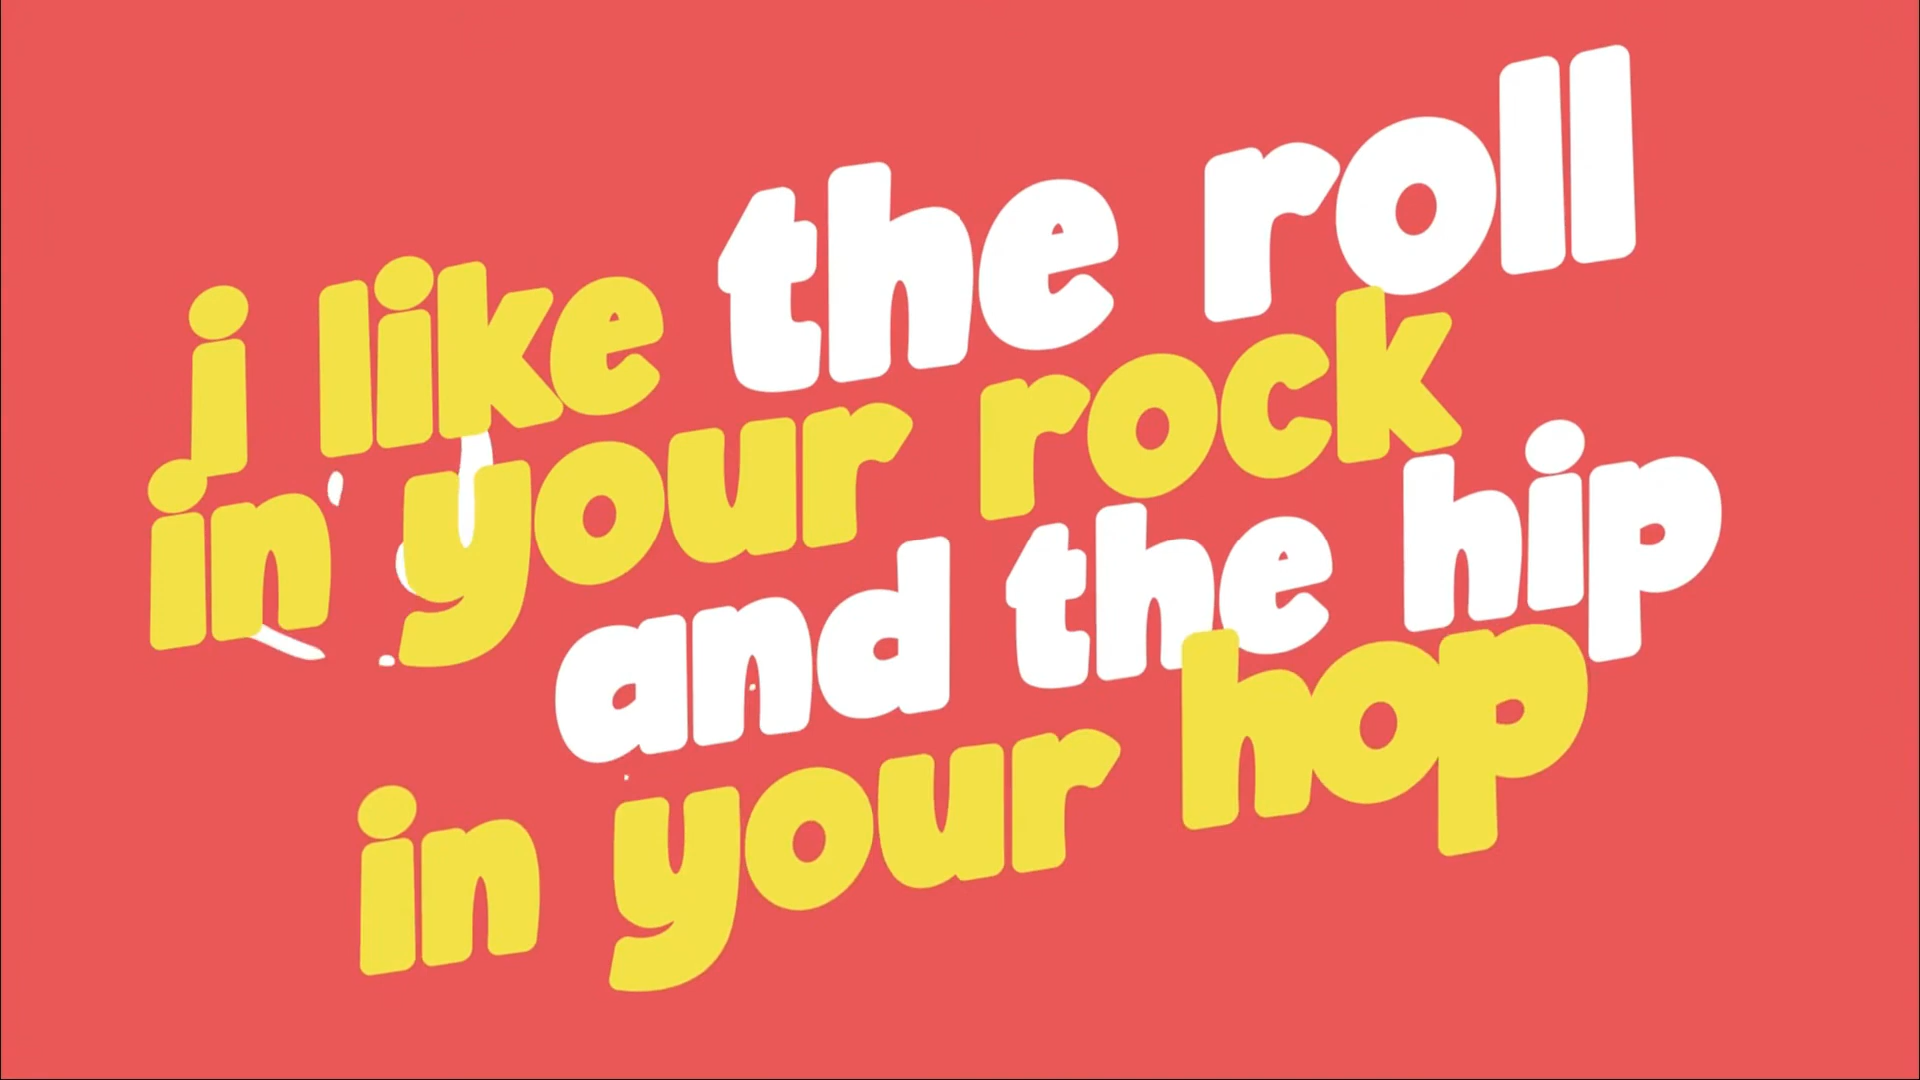 i like the roll
in your rock
and the hip
in your hop